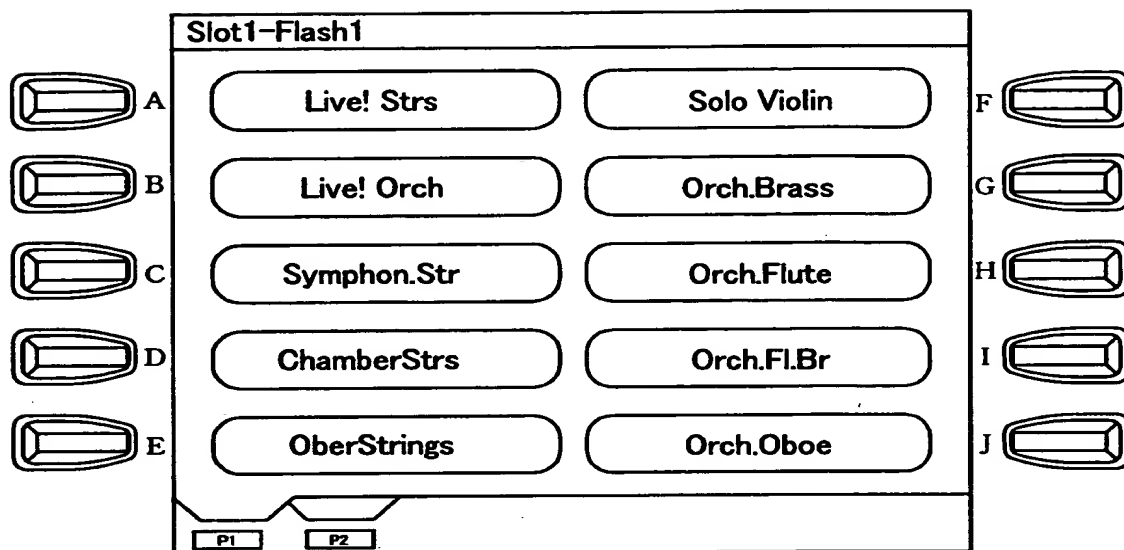 Slot1-Flash1
A Live! Strs Solo Violin F
B Live! Orch Orch.Brass G
C Symphon.Str Orch.Flute H
D ChamberStrs Orch.Fl.Br I
E OberStrings Orch.Oboe J
P1 P2